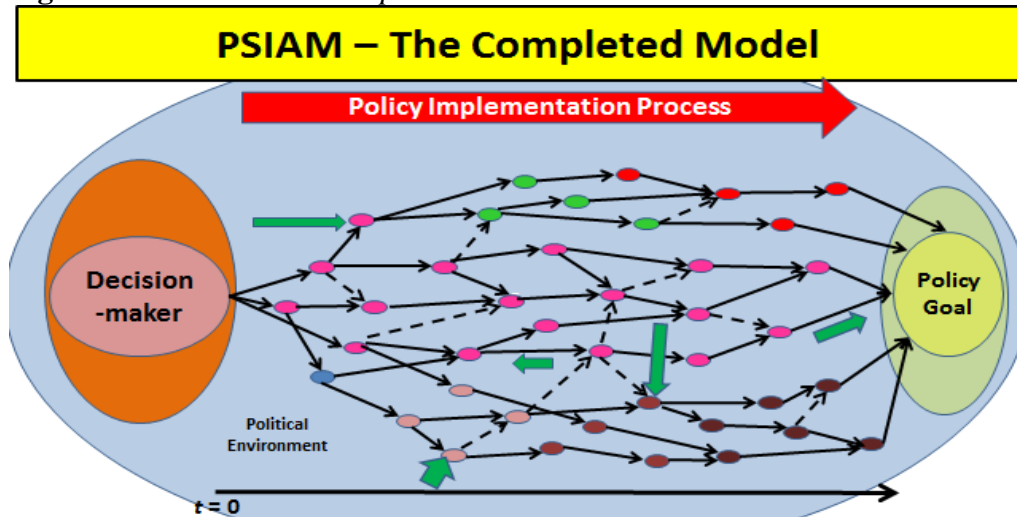 PSIAM – The Completed Model
Policy Implementation Process
Decision
-maker
Policy
Goal
Political
Environment
t = 0